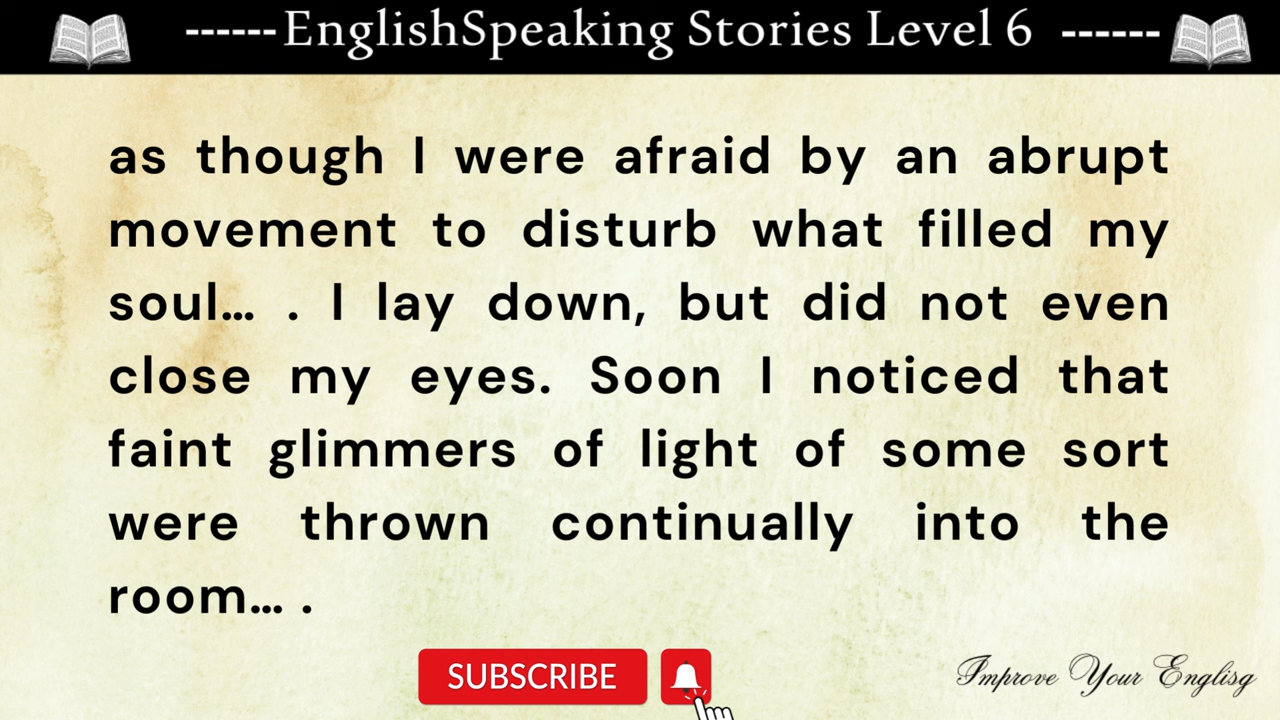 ------EnglishSpeaking Stories Level 6 ------
as though I were afraid by an abrupt
movement to disturb what filled my
soul… . I lay down, but did not even
close my eyes. Soon I noticed that
faint glimmers of light of some sort
were thrown continually into the
room… .
SUBSCRIBE
Improve Your Englisg